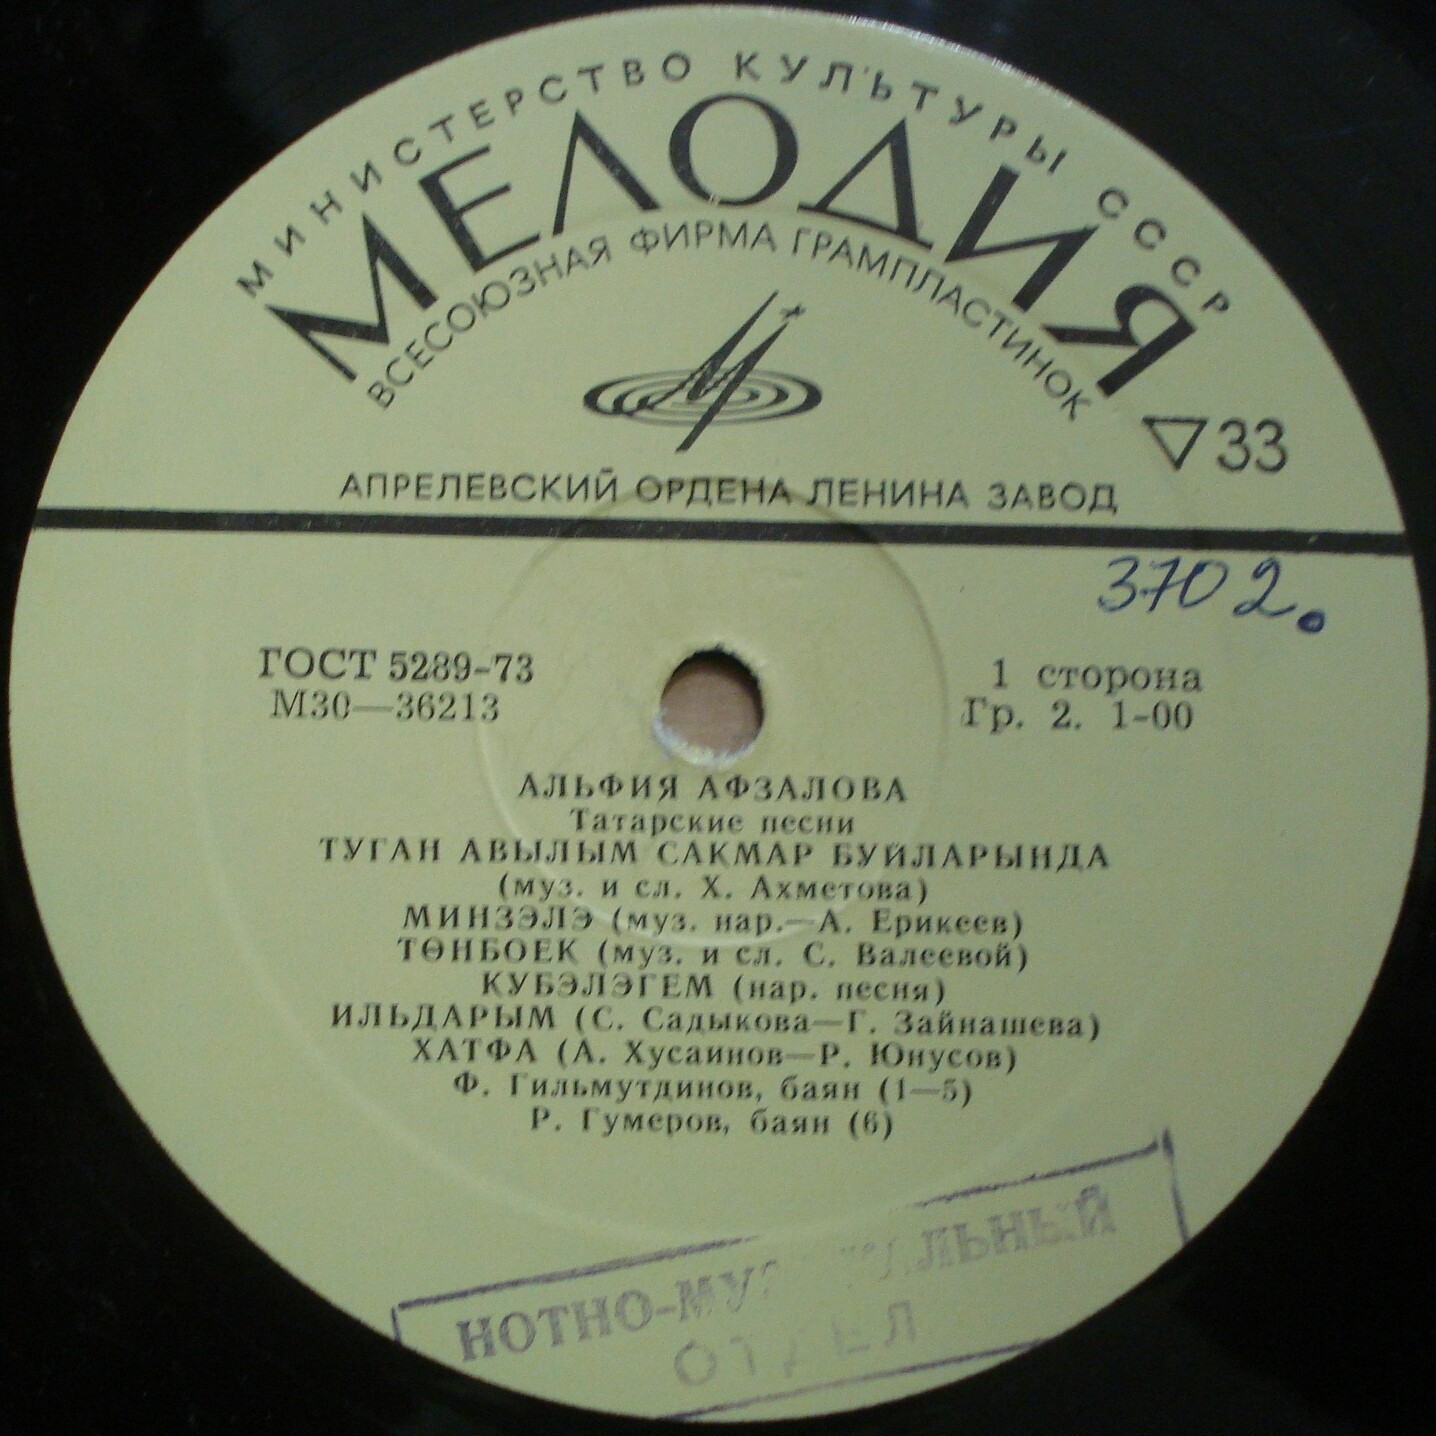 МИНИСТЕРСТВО КУЛЬТУРЫ СССР
МЕЛОДИЯ
ВСЕСОЮЗНАЯ ФИРМА ГРАМПЛАСТИНОК
33
АПРЕЛЕВСКИЙ ОРДЕНА ЛЕНИНА ЗАВОД
3702.
ГОСТ 5289-73
М30—36213
1 сторона
Гр. 2. 1-00
АЛЬФИЯ АФЗАЛОВА
Татарские песни
ТУГАН АВЫЛЫМ САКМАР БУЙЛАРЫНДА
(муз. и сл. Х. Ахметова)
МИНЗЭЛЭ (муз. нар.—А. Ерикеев)
ТӨНБОЕК (муз. и сл. С. Валеевой)
КУБЭЛЭГЕМ (нар. песня)
ИЛЬДАРЫМ (С. Садыкова—Г. Зайнашева)
ХАТФА (А. Хусаинов—Р. Юнусов)
Ф. Гильмутдинов, баян (1—5)
Р. Гумеров, баян (6)
НОТНО-МУЗЫКАЛЬНЫЙ
ОТДЕЛ